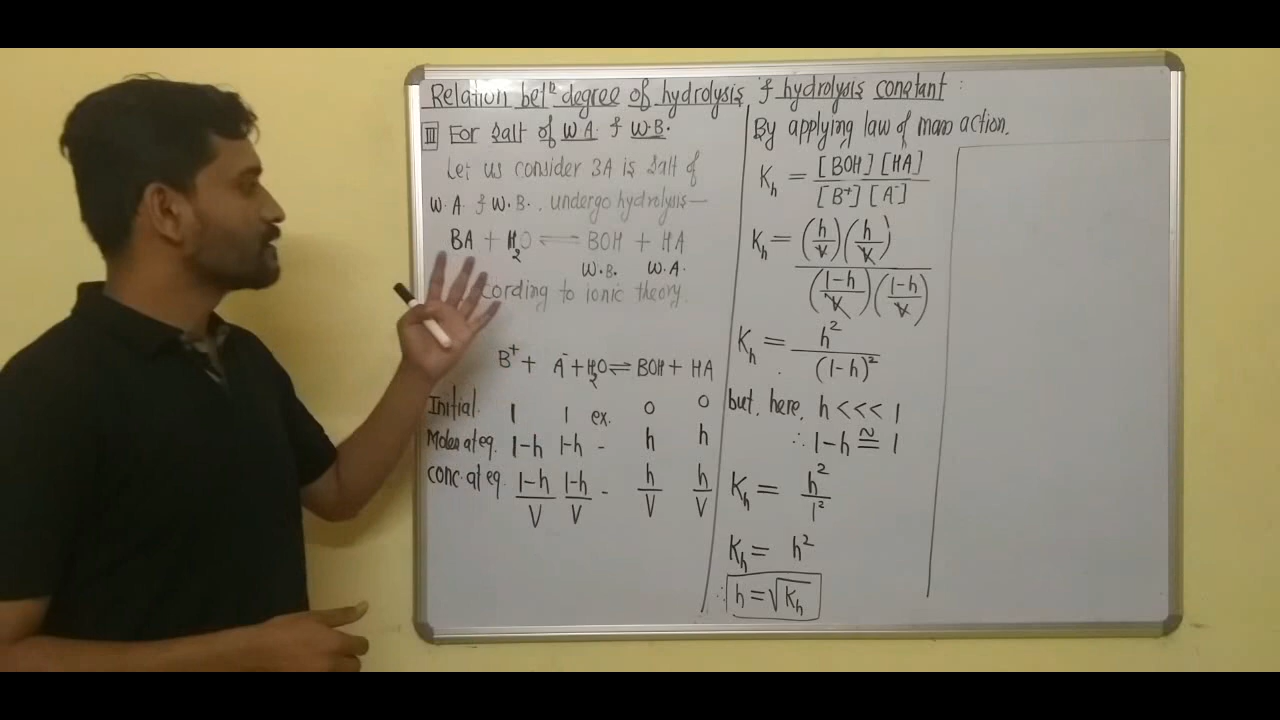 Relation betⁿ degree of hydrolysis & hydrolysis constant :
III For salt of W.A. & W.B.
Let us consider BA is salt of
W.A. & W.B., undergo hydrolysis—
BA + H₂O ⇌ BOH + HA
W.B. W.A.
cording to ionic theory.
B⁺ + A⁻ + H₂O ⇌ BOH + HA
Initial. 1 1 ex. 0 0
Moles at eq. 1-h 1-h - h h
Conc. at eq. (1-h)/V (1-h)/V - h/V h/V
By applying law of mass action.
Kₕ = [BOH][HA] / [B⁺][A⁻]
Kₕ = (h/V)(h/V) / ((1-h)/V)((1-h)/V)
Kₕ = h² / (1-h)²
but, here, h <<< 1
∴ 1-h ≅ 1
Kₕ = h² / 1²
Kₕ = h²
∴ h = √Kₕ